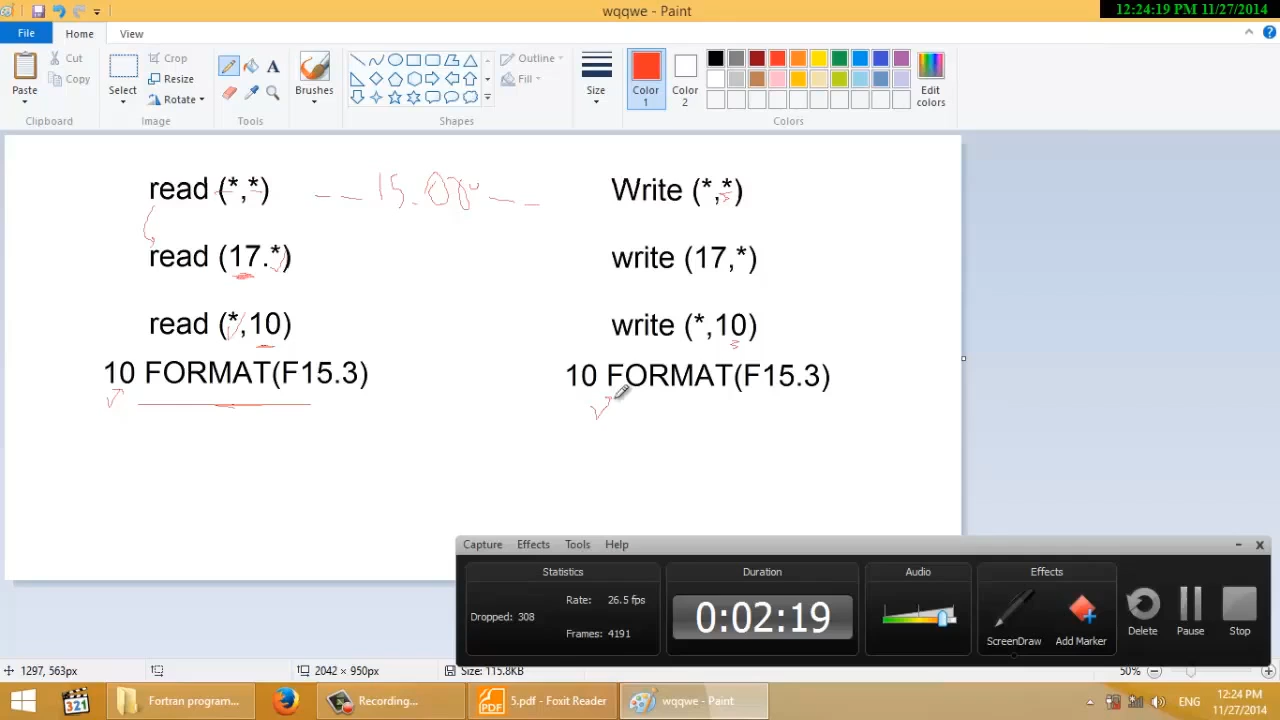 wqqwe - Paint
12:24:19 PM 11/27/2014
File Home View
Paste
Cut
Copy
Clipboard
Select
Crop
Resize
Rotate
Image
A
Tools
Brushes
Outline
Fill
Shapes
Size
Color 1
Color 2
Edit colors
Colors
read (*,*)
15.00
Write (*,*)
read (17.*)
write (17,*)
read (*,10)
write (*,10)
10 FORMAT(F15.3)
10 FORMAT(F15.3)
Capture Effects Tools Help
Statistics
Rate: 26.5 fps
Dropped: 308
Frames: 4191
Duration
0:02:19
Audio
Effects
ScreenDraw
Add Marker
Delete
Pause
Stop
1297, 563px
2042 × 950px
Size: 115.8KB
50%
321
Fortran program...
Recording...
PDF
5.pdf - Foxit Reader
wqqwe - Paint
ENG
12:24 PM
11/27/2014